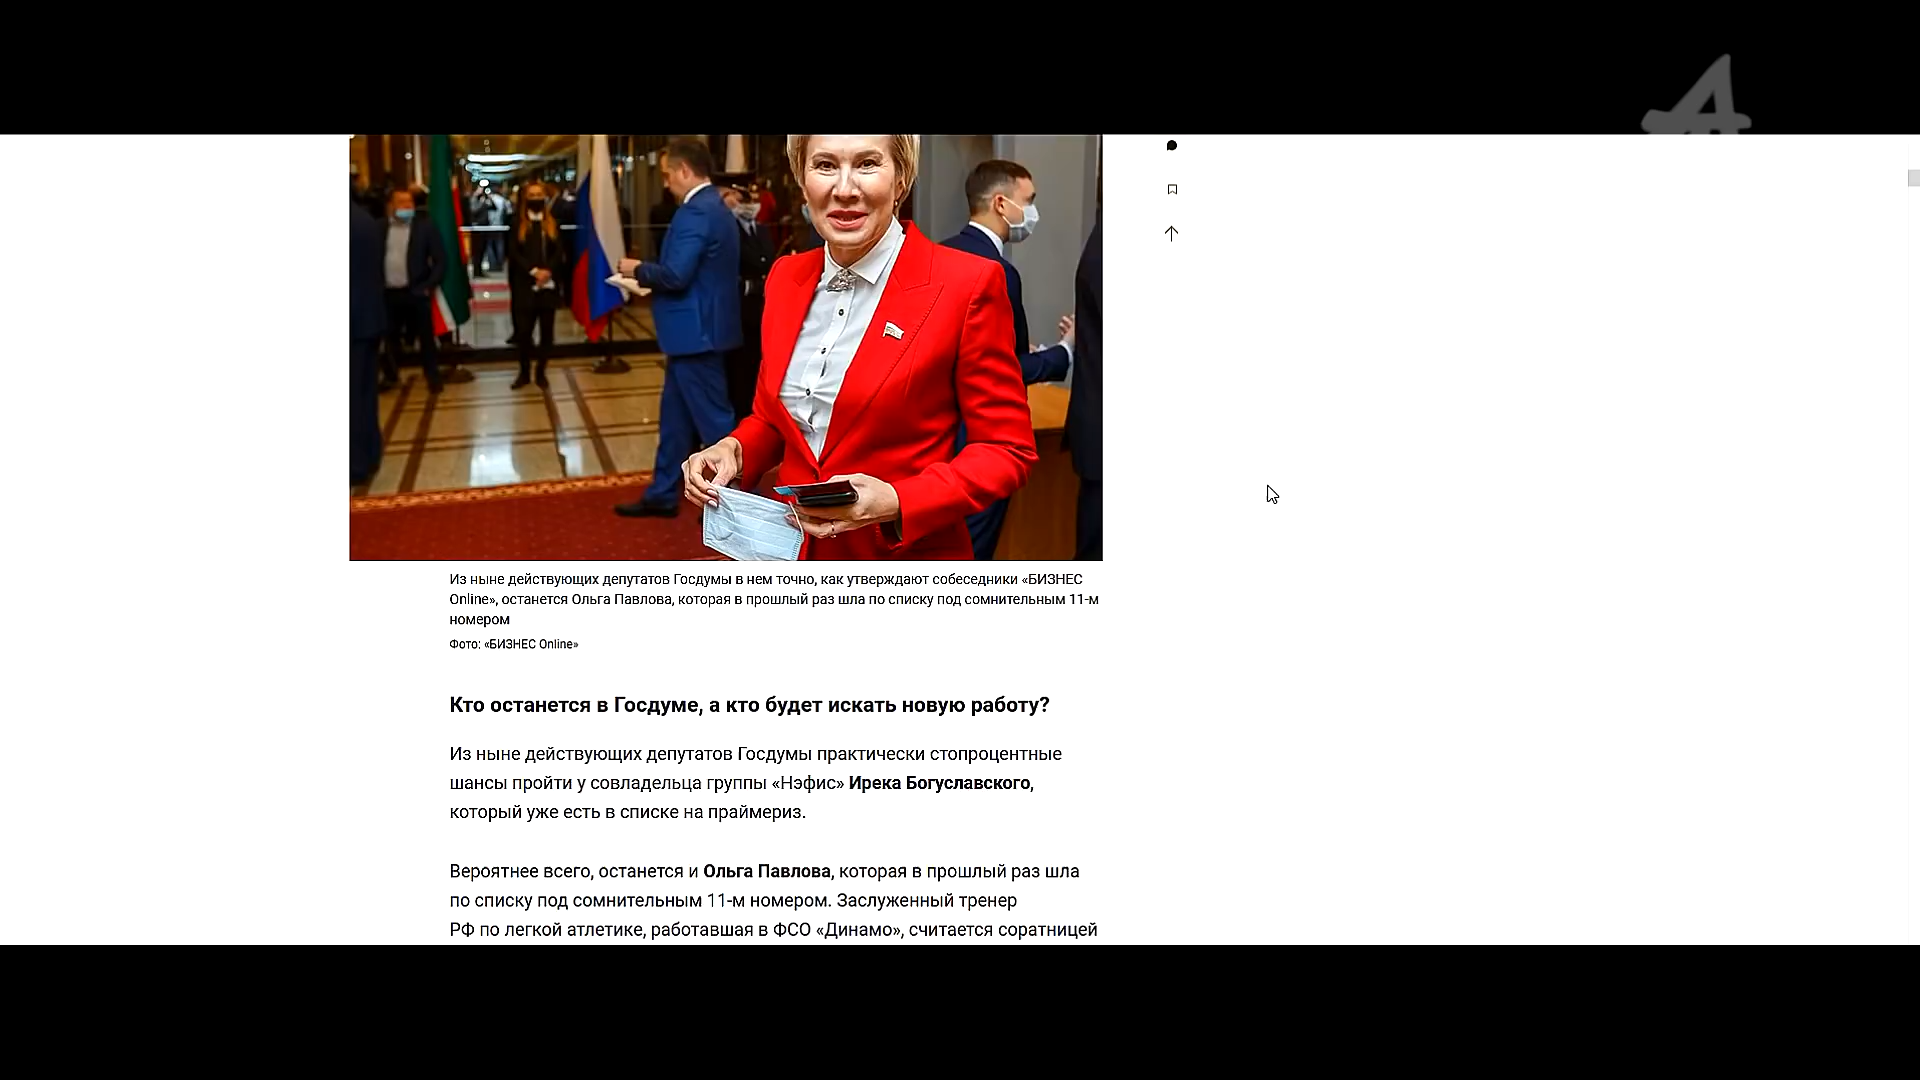 Из ныне действующих депутатов Госдумы в нем точно, как утверждают собеседники «БИЗНЕС
Online», останется Ольга Павлова, которая в прошлый раз шла по списку под сомнительным 11-м
номером
Фото: «БИЗНЕС Online»
Кто останется в Госдуме, а кто будет искать новую работу?
Из ныне действующих депутатов Госдумы практически стопроцентные
шансы пройти у совладельца группы «Нэфис» Ирека Богуславского,
который уже есть в списке на праймериз.
Вероятнее всего, останется и Ольга Павлова, которая в прошлый раз шла
по списку под сомнительным 11-м номером. Заслуженный тренер
РФ по легкой атлетике, работавшая в ФСО «Динамо», считается соратницей